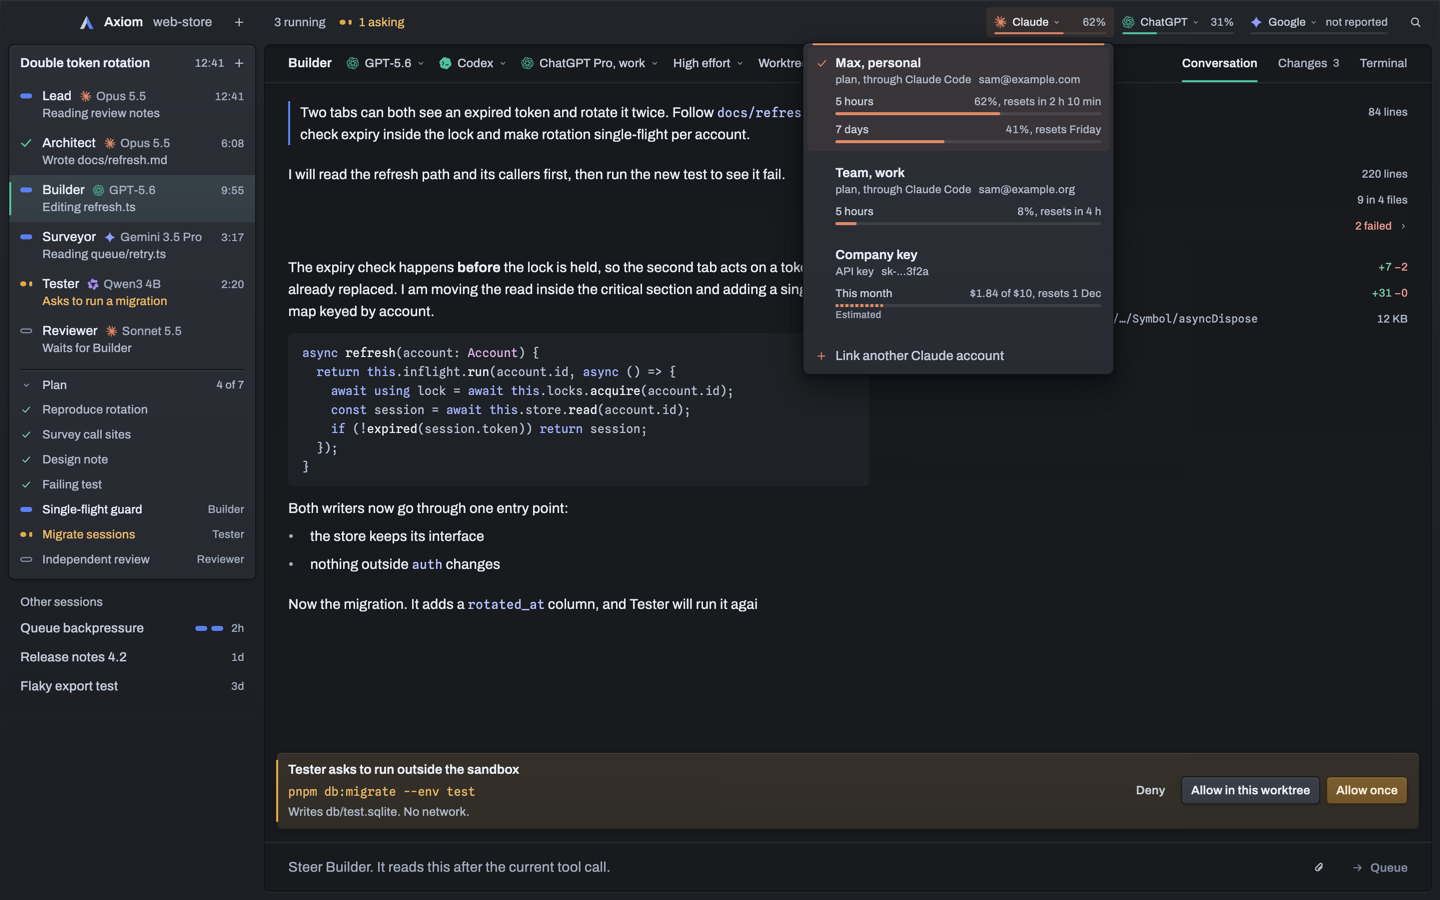 Axiom web-store +
3 running 1 asking
Claude 62%
ChatGPT 31%
Google not reported
Double token rotation 12:41 +
Lead Opus 5.5 12:41
Reading review notes
Architect Opus 5.5 6:08
Wrote docs/refresh.md
Builder GPT-5.6 9:55
Editing refresh.ts
Surveyor Gemini 3.5 Pro 3:17
Reading queue/retry.ts
Tester Qwen3 4B 2:20
Asks to run a migration
Reviewer Sonnet 5.5
Waits for Builder
Plan 4 of 7
Reproduce rotation
Survey call sites
Design note
Failing test
Single-flight guard Builder
Migrate sessions Tester
Independent review Reviewer
Other sessions
Queue backpressure 2h
Release notes 4.2 1d
Flaky export test 3d
Builder GPT-5.6 Codex ChatGPT Pro, work High effort Worktre
Conversation Changes 3 Terminal
Two tabs can both see an expired token and rotate it twice. Follow docs/refres
check expiry inside the lock and make rotation single-flight per account.
84 lines
I will read the refresh path and its callers first, then run the new test to see it fail.
220 lines
9 in 4 files
2 failed
The expiry check happens before the lock is held, so the second tab acts on a tok
already replaced. I am moving the read inside the critical section and adding a sing
map keyed by account.
+7 −2
+31 −0
/…/Symbol/asyncDispose 12 KB
async refresh(account: Account) {
return this.inflight.run(account.id, async () => {
await using lock = await this.locks.acquire(account.id);
const session = await this.store.read(account.id);
if (!expired(session.token)) return session;
});
}
Both writers now go through one entry point:
• the store keeps its interface
• nothing outside auth changes
Now the migration. It adds a rotated_at column, and Tester will run it agai
Max, personal
plan, through Claude Code sam@example.com
5 hours 62%, resets in 2 h 10 min
7 days 41%, resets Friday
Team, work
plan, through Claude Code sam@example.org
5 hours 8%, resets in 4 h
Company key
API key sk-…3f2a
This month $1.84 of $10, resets 1 Dec
Estimated
+ Link another Claude account
Tester asks to run outside the sandbox
pnpm db:migrate --env test
Writes db/test.sqlite. No network.
Deny Allow in this worktree Allow once
Steer Builder. It reads this after the current tool call.
Queue